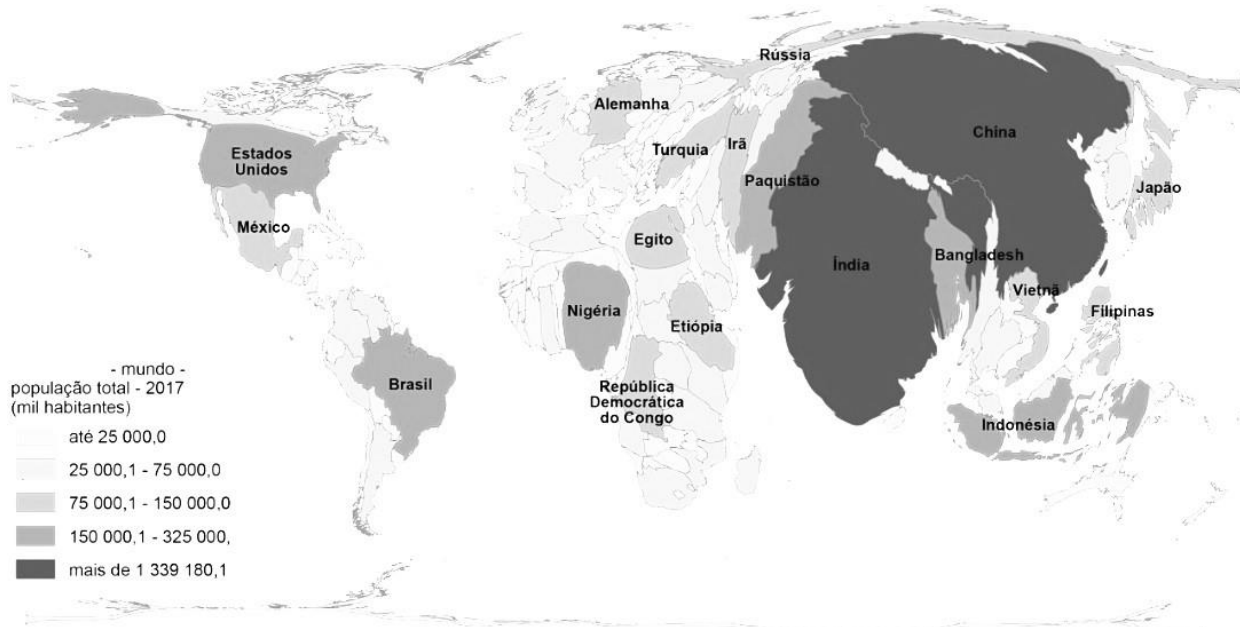 Rússia
Alemanha
China
Estados
Unidos
Turquia
Irã
Paquistão
Japão
México
Egito
Índia
Bangladesh
Nigéria
Etiópia
Vietnã
Filipinas
Brasil
República
Democrática
do Congo
Indonésia
- mundo -
população total - 2017
(mil habitantes)
até 25 000,0
25 000,1 - 75 000,0
75 000,1 - 150 000,0
150 000,1 - 325 000,
mais de 1 339 180,1